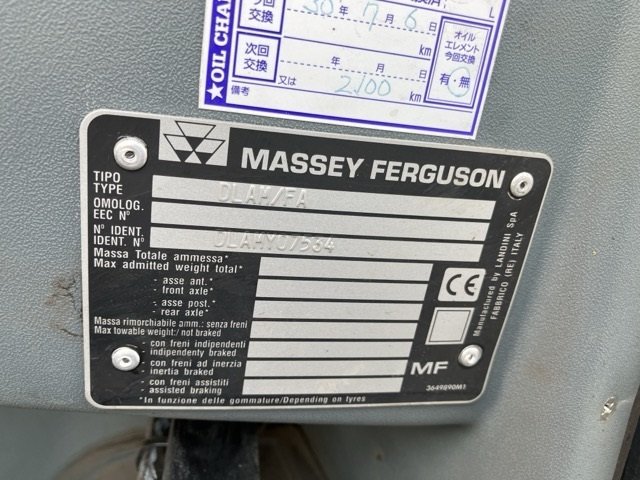 30年 7月 6日
交換
km
オイル
エレメント
今回交換
有・無
次回
交換
年 月 日
又は 2100 km
備考
★OIL CHA
L
MASSEY FERGUSON
TIPO
TYPE
DLAM/FA
OMOLOG.
EEC N°
N° IDENT.
IDENT. N°
Massa Totale ammessa*
Max admitted weight total*
- asse ant.*
front axle*
- asse post.*
rear axle*
Massa rimorchiabile amm.: senza freni
Max towable weight:/ not braked
- con freni indipendenti
independenty braked
- con freni ad inerzia
inertia braked
- con freni assistiti
assisted braking
*In funzione delle gommature/Depending on tyres
CE
MF
3649890M1
Manufactured by LANDINI SpA
FABBRICO (RE) ITALY